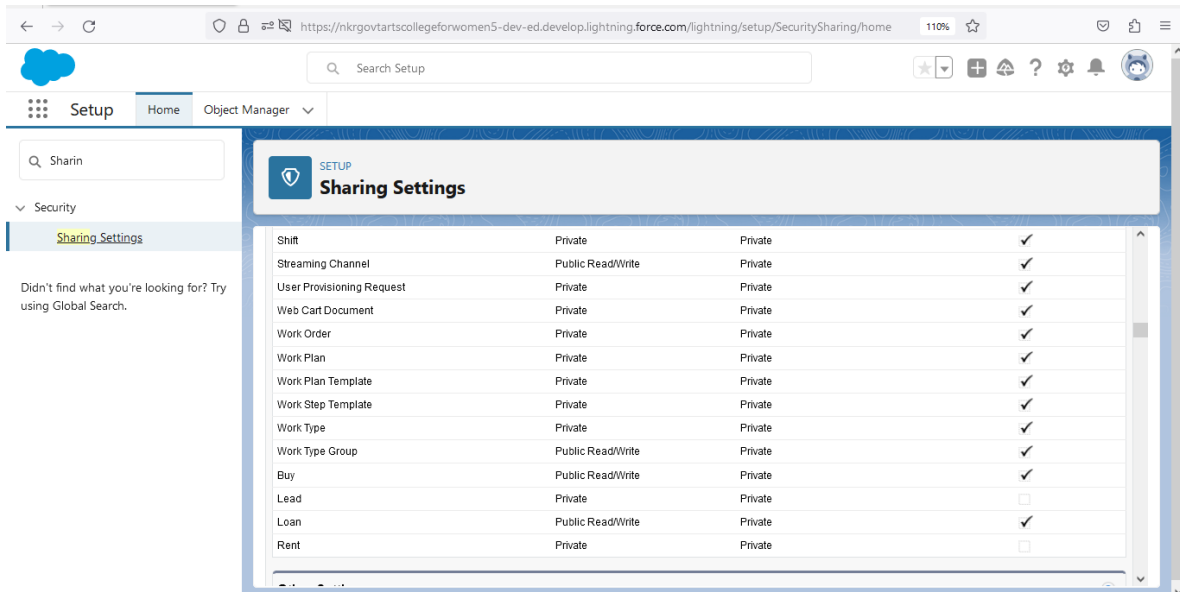 https://nkrgovtartscollegeforwomen5-dev-ed.develop.lightning.force.com/lightning/setup/SecuritySharing/home 110%
Search Setup
Setup Home Object Manager
Sharin
Security
Sharing Settings
Didn't find what you're looking for? Try
using Global Search.
SETUP
Sharing Settings
Shift Private Private
Streaming Channel Public Read/Write Private
User Provisioning Request Private Private
Web Cart Document Private Private
Work Order Private Private
Work Plan Private Private
Work Plan Template Private Private
Work Step Template Private Private
Work Type Private Private
Work Type Group Public Read/Write Private
Buy Public Read/Write Private
Lead Private Private
Loan Public Read/Write Private
Rent Private Private